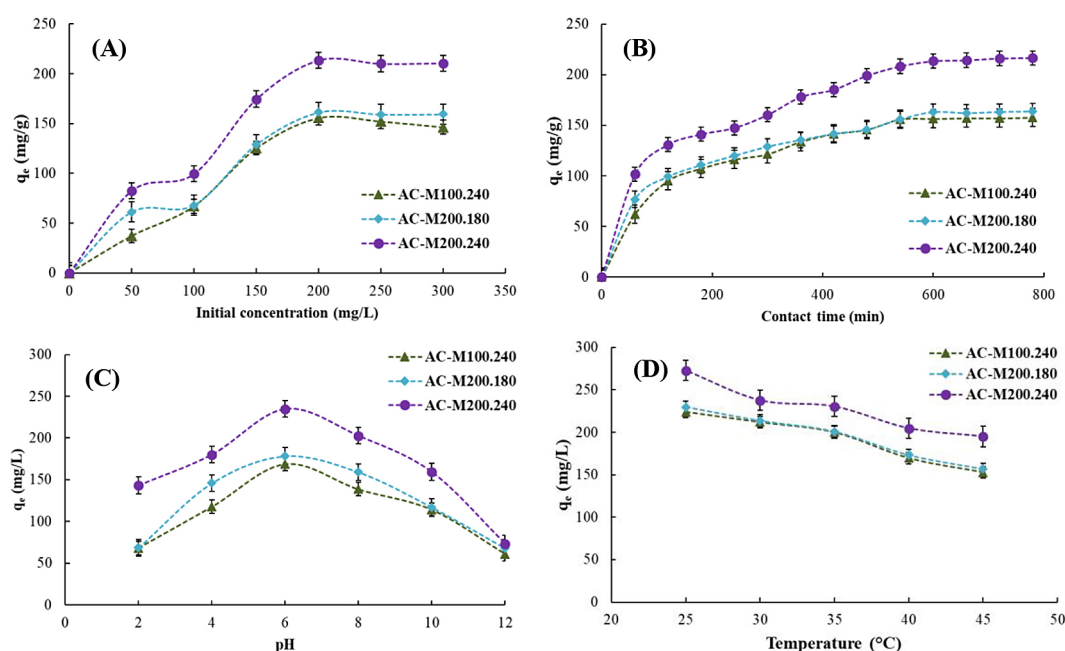 (A)
250
200
150
100
50
0
qe (mg/g)
0 50 100 150 200 250 300 350
Initial concentration (mg/L)
AC-M100.240
AC-M200.180
AC-M200.240
(B)
250
200
150
100
50
0
qe (mg/g)
0 200 400 600 800
Contact time (min)
AC-M100.240
AC-M200.180
AC-M200.240
(C)
300
250
200
150
100
50
0
qe (mg/L)
0 2 4 6 8 10 12
pH
AC-M100.240
AC-M200.180
AC-M200.240
(D)
300
250
200
150
100
50
0
qe (mg/L)
20 25 30 35 40 45 50
Temperature (°C)
AC-M100.240
AC-M200.180
AC-M200.240